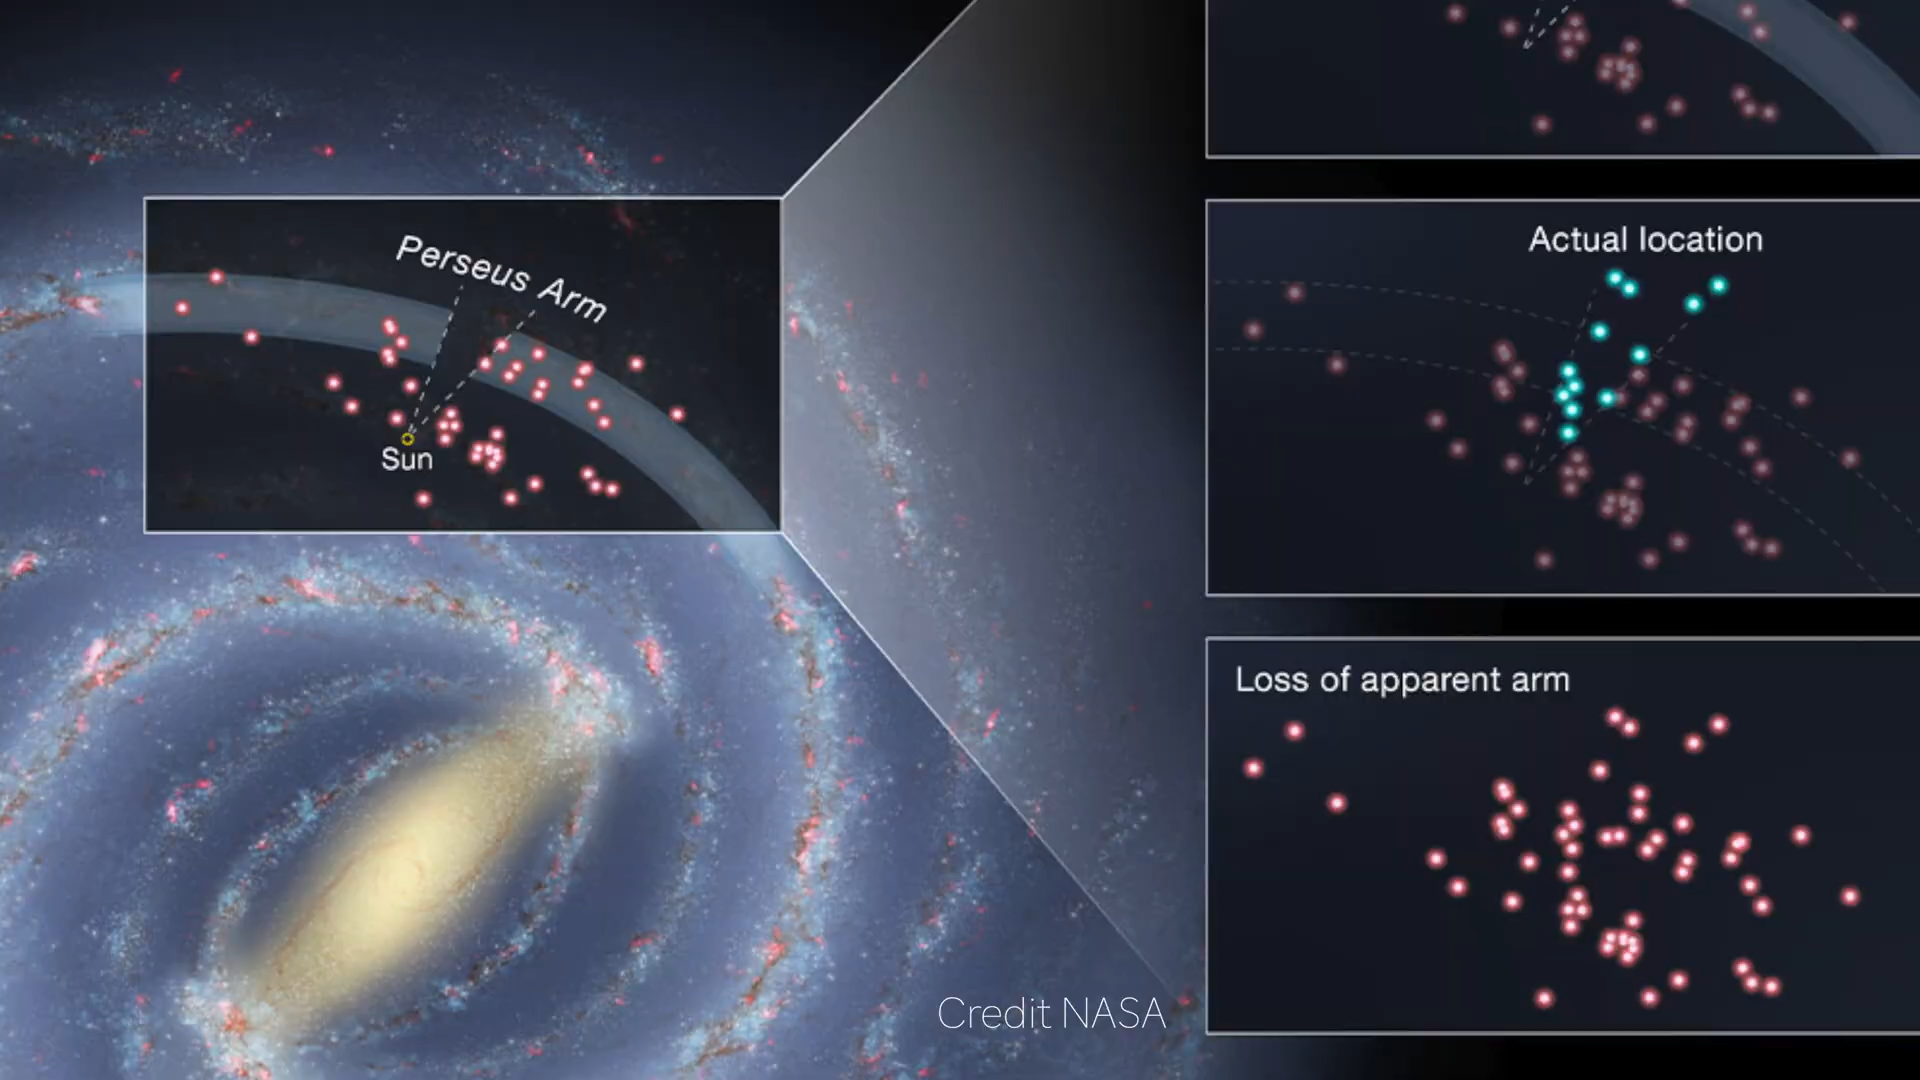 Perseus Arm
Sun
Actual location
Loss of apparent arm
Credit NASA